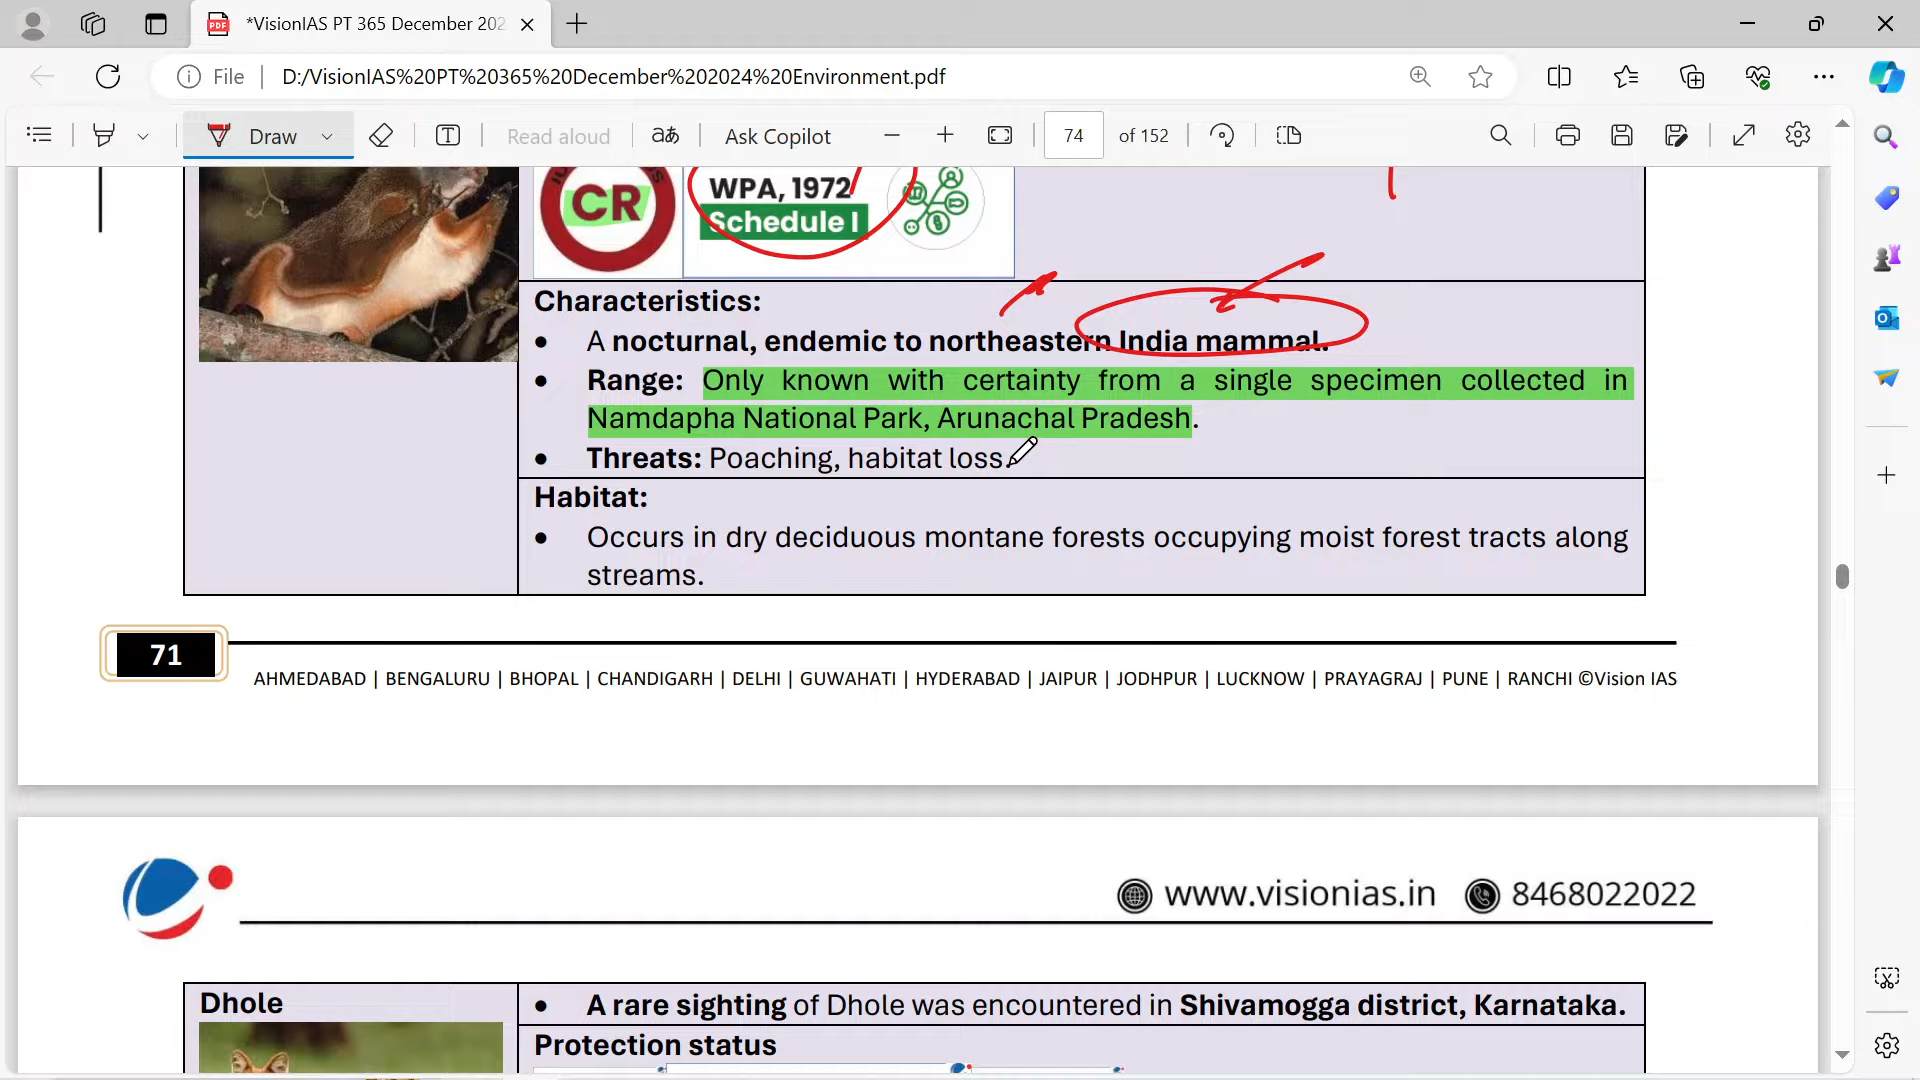 *VisionIAS PT 365 December 202
File
D:/VisionIAS%20PT%20365%20December%202024%20Environment.pdf
Draw
Read aloud
aあ
Ask Copilot
74
of 152
CR
WPA, 1972
Schedule I
Characteristics:
• A nocturnal, endemic to northeastern India mammal.
• Range: Only known with certainty from a single specimen collected in
Namdapha National Park, Arunachal Pradesh.
• Threats: Poaching, habitat loss.
Habitat:
• Occurs in dry deciduous montane forests occupying moist forest tracts along
streams.
71
AHMEDABAD | BENGALURU | BHOPAL | CHANDIGARH | DELHI | GUWAHATI | HYDERABAD | JAIPUR | JODHPUR | LUCKNOW | PRAYAGRAJ | PUNE | RANCHI ©Vision IAS
www.visionias.in
8468022022
Dhole
• A rare sighting of Dhole was encountered in Shivamogga district, Karnataka.
Protection status